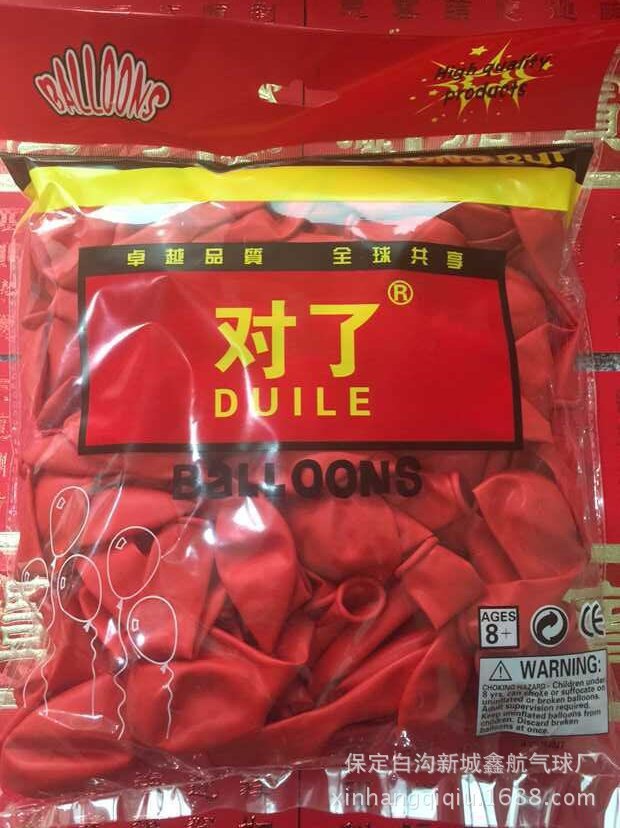 BALLOONS
High quality
products
卓越品質 全球共享
对了®
DUILE
BALLOONS
AGES
8+
CE
WARNING:
CHOKING HAZARD - Children under
8 yrs. can choke or suffocate on
uninflated or broken balloons.
Adult supervision required.
Keep uninflated balloons from
children. Discard broken
balloons at once.
保定白沟新城鑫航气球厂
xinhangqiqiu.1688.com